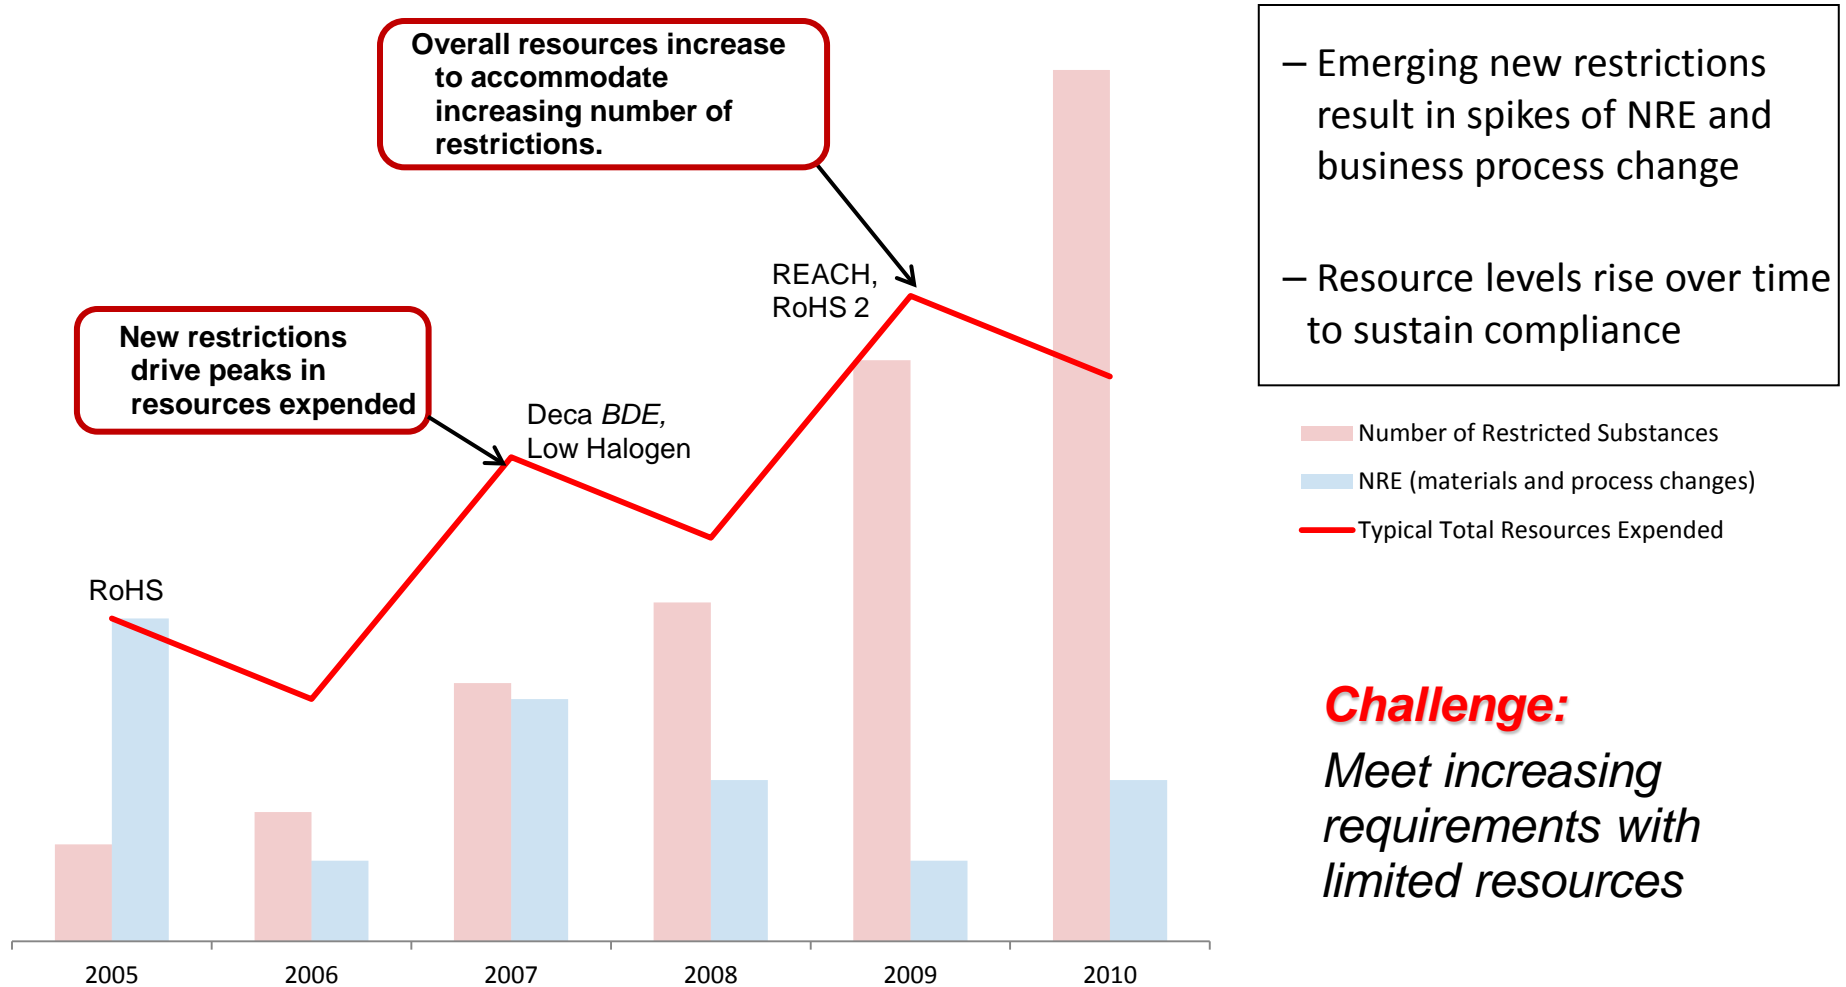 Overall resources increase
to accommodate
increasing number of
restrictions.
– Emerging new restrictions
result in spikes of NRE and
business process change
– Resource levels rise over time
to sustain compliance
REACH,
RoHS 2
New restrictions
drive peaks in
resources expended
Deca BDE,
Low Halogen
RoHS
Number of Restricted Substances
NRE (materials and process changes)
Typical Total Resources Expended
Challenge:
Meet increasing
requirements with
limited resources
2005
2006
2007
2008
2009
2010